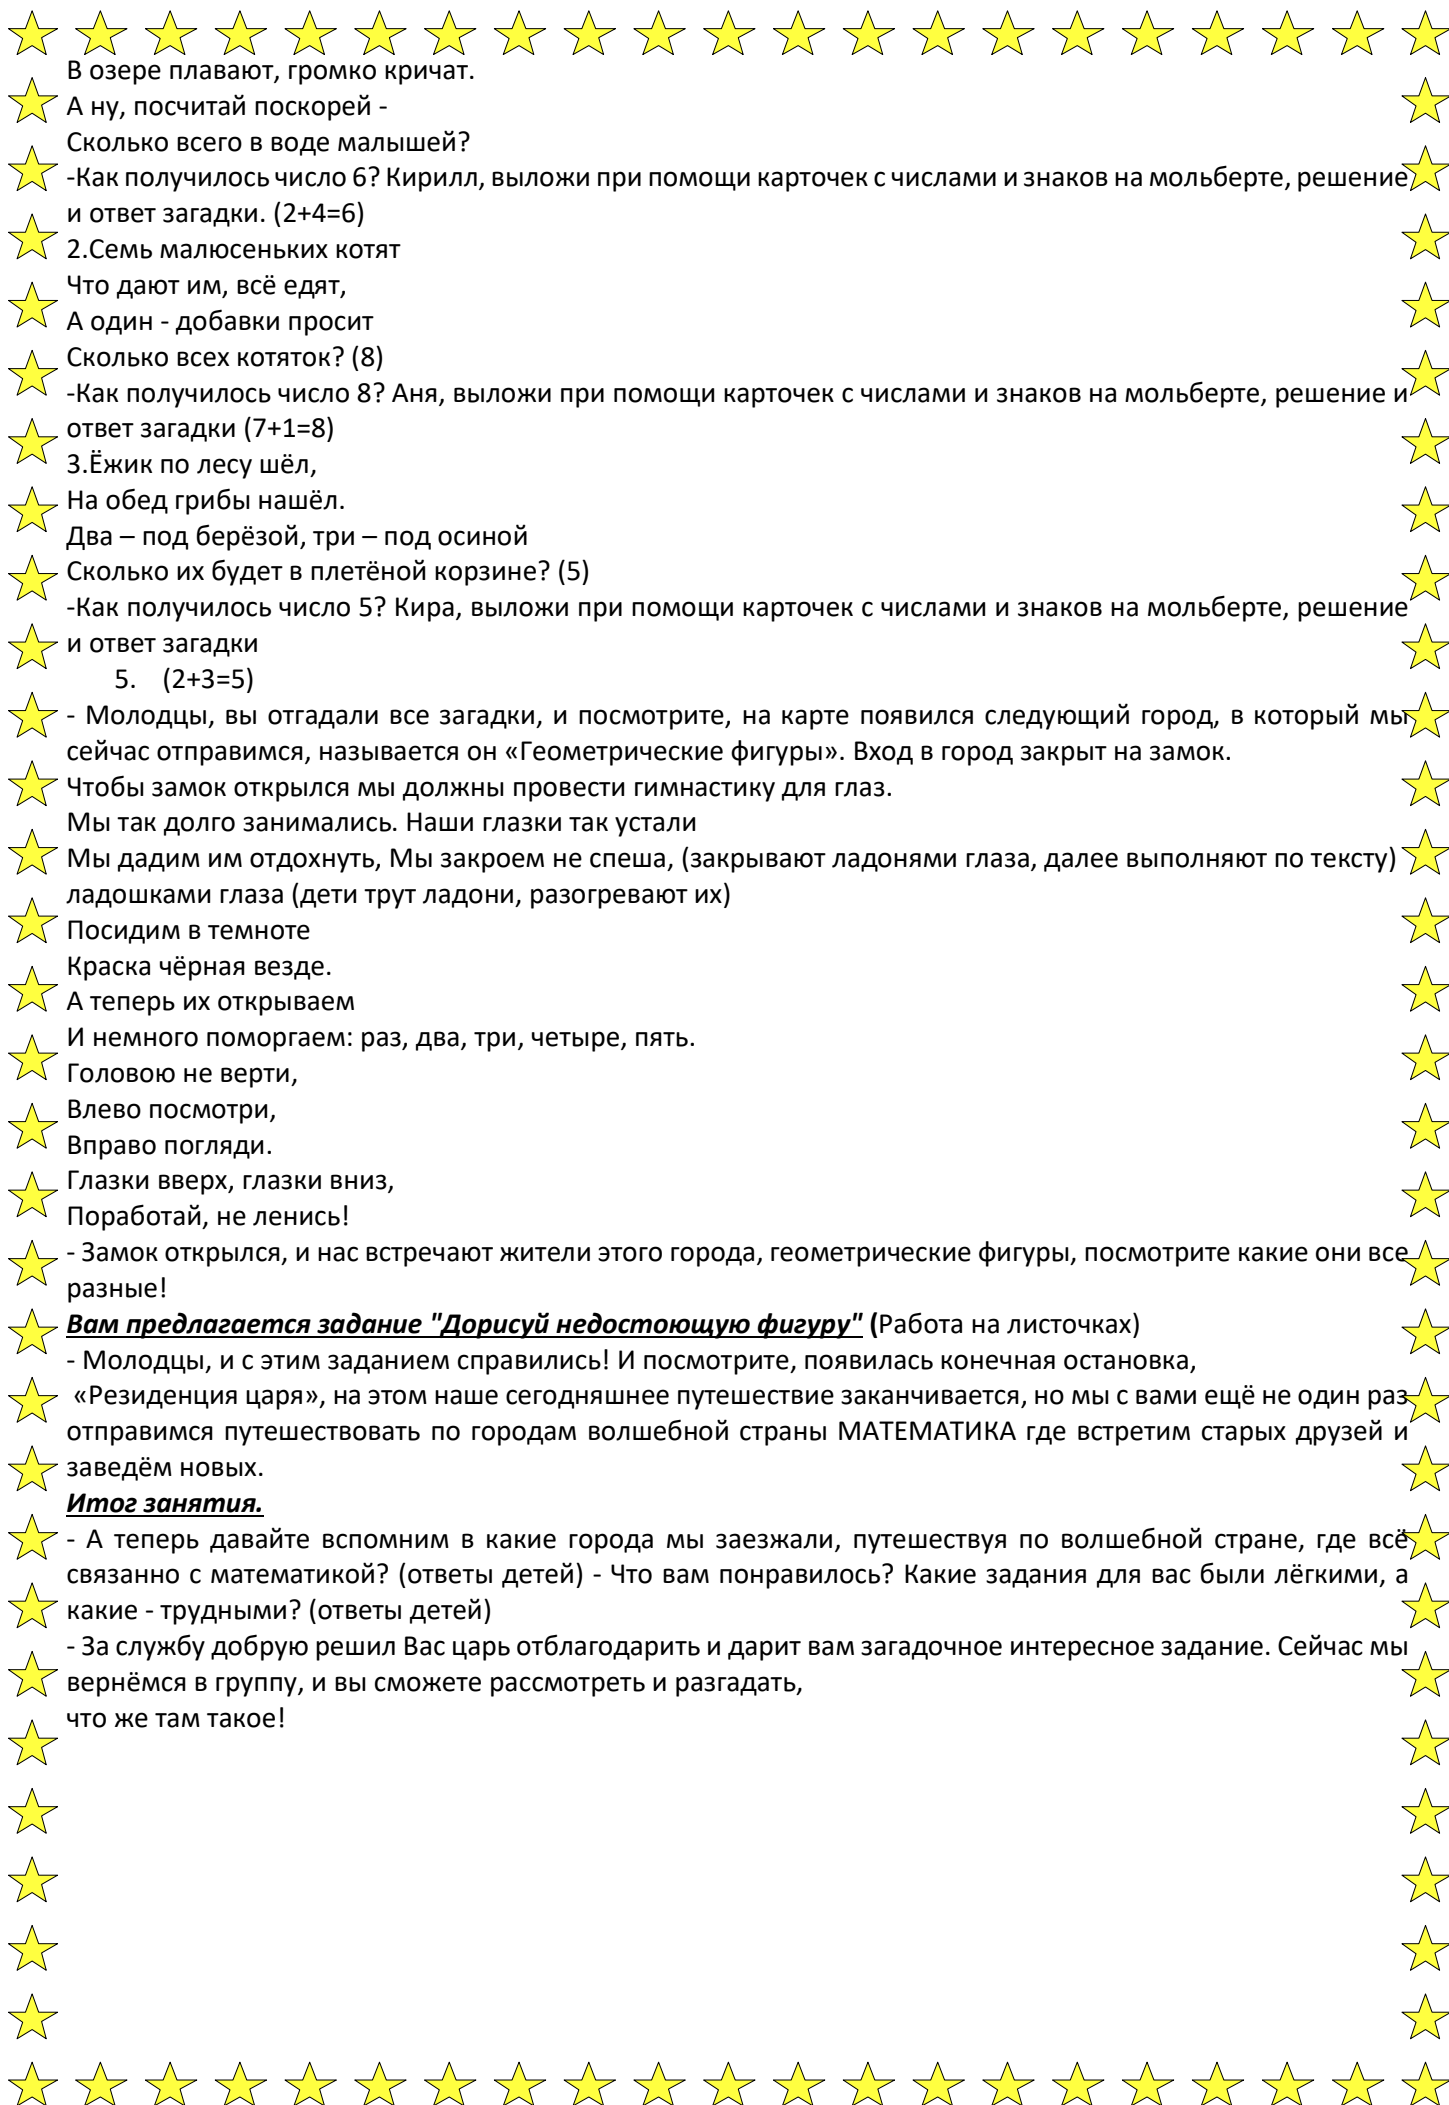 В озере плавают, громко кричат.
А ну, посчитай поскорей -
Сколько всего в воде малышей?
-Как получилось число 6? Кирилл, выложи при помощи карточек с числами и знаков на мольберте, решение
и ответ загадки. (2+4=6)
2.Семь малюсеньких котят
Что дают им, всё едят,
А один - добавки просит
Сколько всех котяток? (8)
-Как получилось число 8? Аня, выложи при помощи карточек с числами и знаков на мольберте, решение и
ответ загадки (7+1=8)
3.Ёжик по лесу шёл,
На обед грибы нашёл.
Два – под берёзой, три – под осиной
Сколько их будет в плетёной корзине? (5)
-Как получилось число 5? Кира, выложи при помощи карточек с числами и знаков на мольберте, решение
и ответ загадки
5. (2+3=5)
- Молодцы, вы отгадали все загадки, и посмотрите, на карте появился следующий город, в который мы
сейчас отправимся, называется он «Геометрические фигуры». Вход в город закрыт на замок.
Чтобы замок открылся мы должны провести гимнастику для глаз.
Мы так долго занимались. Наши глазки так устали
Мы дадим им отдохнуть, Мы закроем не спеша, (закрывают ладонями глаза, далее выполняют по тексту)
ладошками глаза (дети трут ладони, разогревают их)
Посидим в темноте
Краска чёрная везде.
А теперь их открываем
И немного поморгаем: раз, два, три, четыре, пять.
Головою не верти,
Влево посмотри,
Вправо погляди.
Глазки вверх, глазки вниз,
Поработай, не ленись!
- Замок открылся, и нас встречают жители этого города, геометрические фигуры, посмотрите какие они все
разные!
Вам предлагается задание "Дорисуй недостоющую фигуру" (Работа на листочках)
- Молодцы, и с этим заданием справились! И посмотрите, появилась конечная остановка,
«Резиденция царя», на этом наше сегодняшнее путешествие заканчивается, но мы с вами ещё не один раз
отправимся путешествовать по городам волшебной страны МАТЕМАТИКА где встретим старых друзей и
заведём новых.
Итог занятия.
- А теперь давайте вспомним в какие города мы заезжали, путешествуя по волшебной стране, где всё
связанно с математикой? (ответы детей) - Что вам понравилось? Какие задания для вас были лёгкими, а
какие - трудными? (ответы детей)
- За службу добрую решил Вас царь отблагодарить и дарит вам загадочное интересное задание. Сейчас мы
вернёмся в группу, и вы сможете рассмотреть и разгадать,
что же там такое!